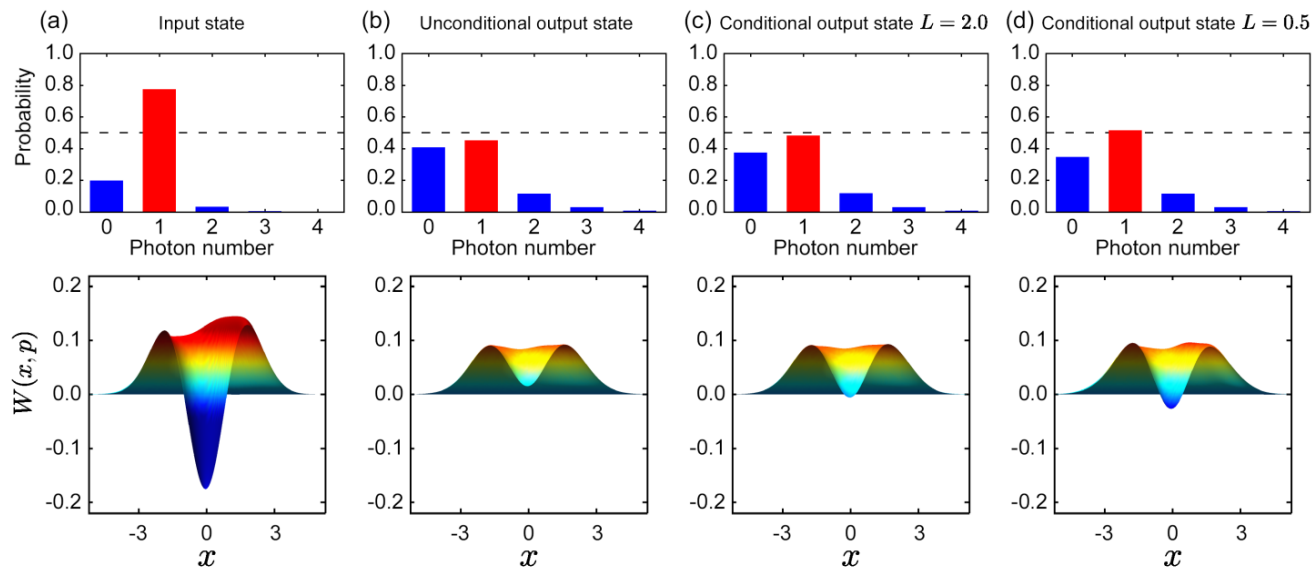 (a) Input state
(b) Unconditional output state
(c) Conditional output state L = 2.0
(d) Conditional output state L = 0.5
Probability
1.0
0.8
0.6
0.4
0.2
0.0
0 1 2 3 4
Photon number
1.0
0.8
0.6
0.4
0.2
0.0
0 1 2 3 4
Photon number
1.0
0.8
0.6
0.4
0.2
0.0
0 1 2 3 4
Photon number
1.0
0.8
0.6
0.4
0.2
0.0
0 1 2 3 4
Photon number
W(x, p)
0.2
0.1
0.0
-0.1
-0.2
-3 0 3
x
0.2
0.1
0.0
-0.1
-0.2
-3 0 3
x
0.2
0.1
0.0
-0.1
-0.2
-3 0 3
x
0.2
0.1
0.0
-0.1
-0.2
-3 0 3
x